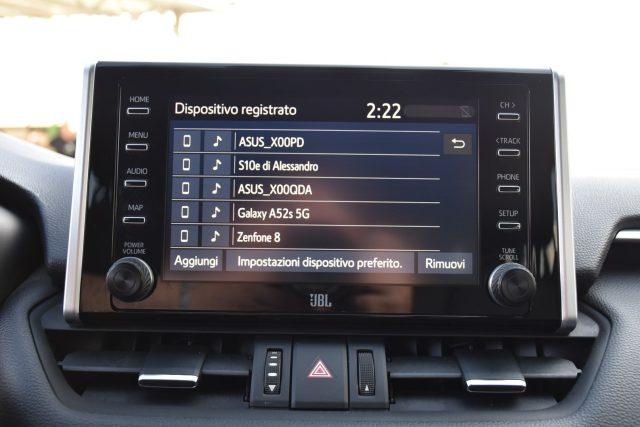 HOME
MENU
AUDIO
MAP
POWER
VOLUME
Dispositivo registrato 2:22
ASUS_X00PD
S10e di Alessandro
ASUS_X00QDA
Galaxy A52s 5G
Zenfone 8
Aggiungi Impostazioni dispositivo preferito. Rimuovi
CH >
< TRACK
PHONE
SETUP
TUNE
SCROLL
JBL